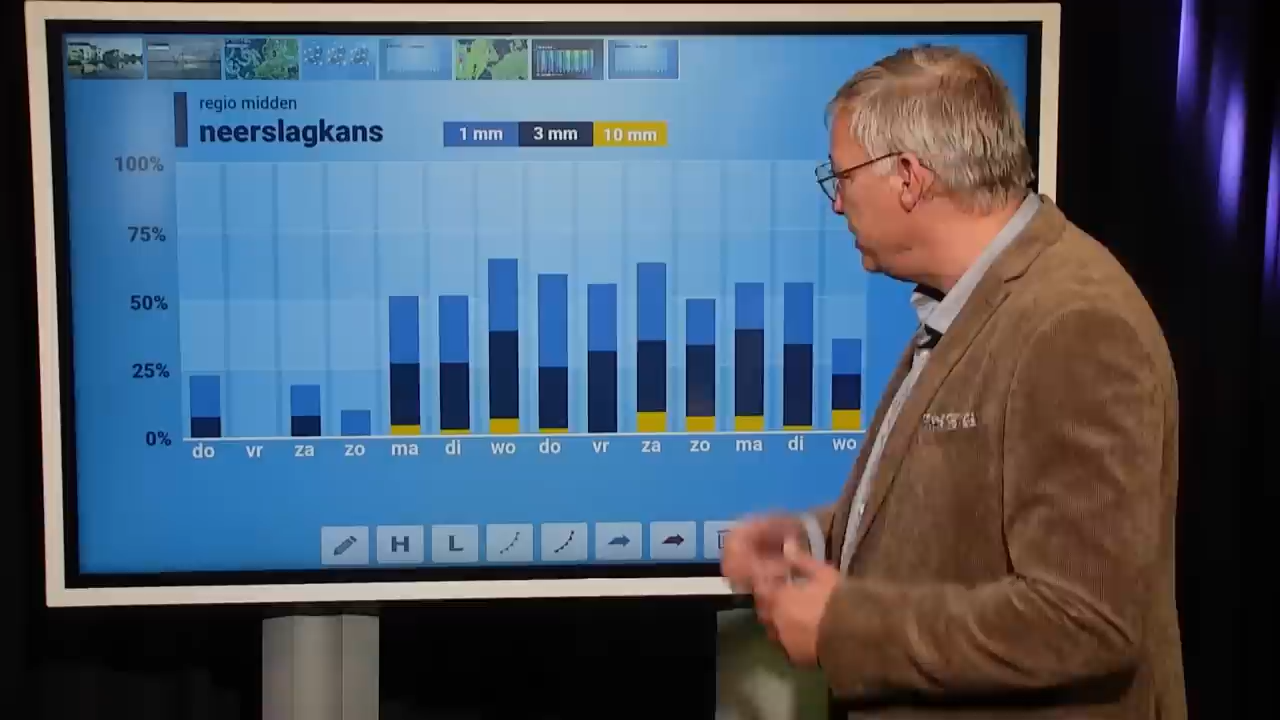 regio midden
neerslagkans
1 mm 3 mm 10 mm
100%
75%
50%
25%
0%
do vr za zo ma di wo do vr za zo ma di wo
H L